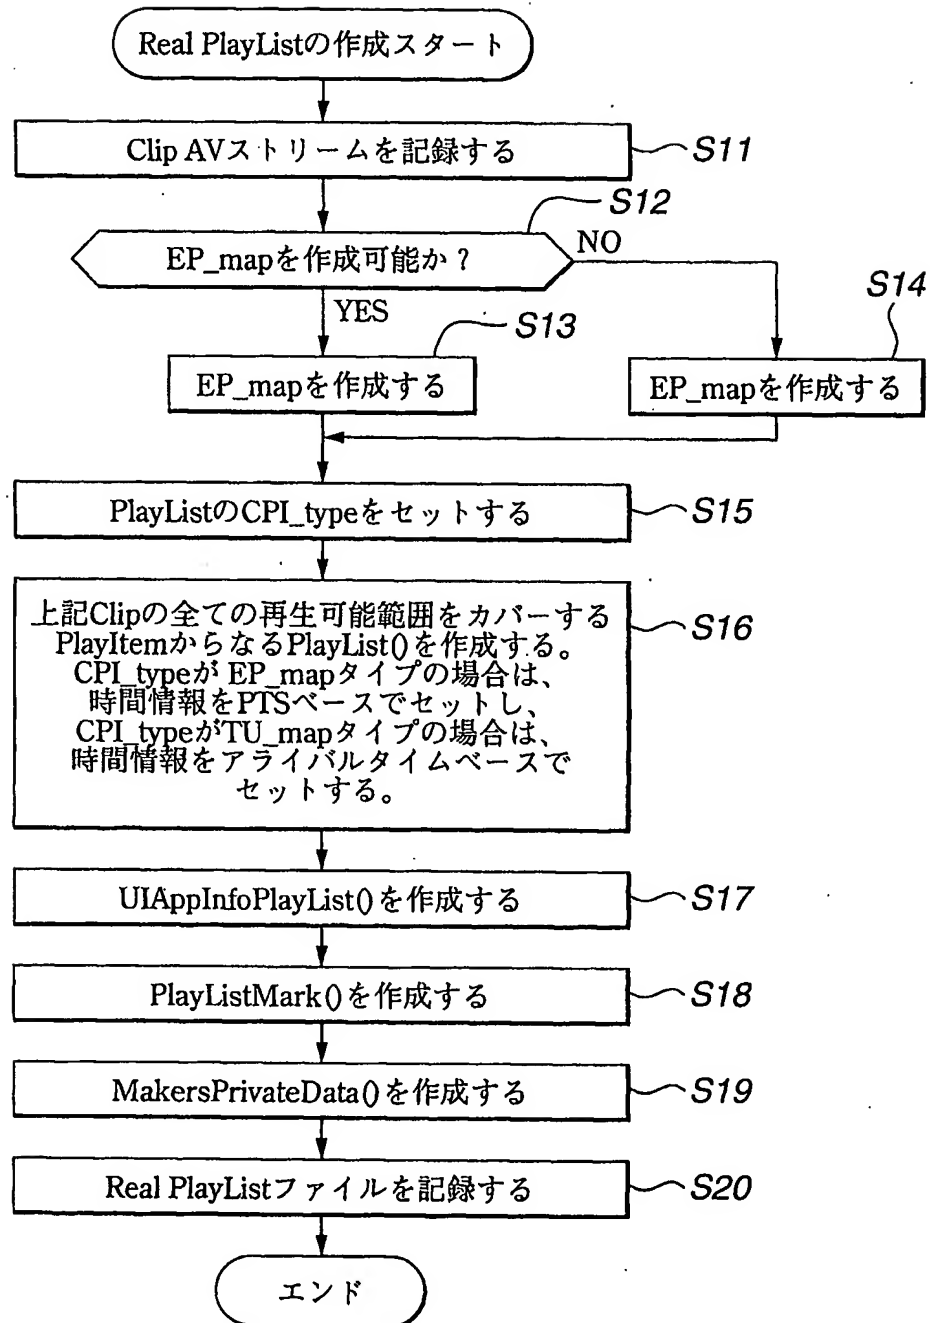 Real PlayListの作成スタート
Clip AVストリームを記録する
S11
S12
EP_mapを作成可能か？
NO
YES
S13
S14
EP_mapを作成する
EP_mapを作成する
PlayListのCPI_typeをセットする
S15
上記Clipの全ての再生可能範囲をカバーする
PlayItemからなるPlayList()を作成する。
CPI_typeが EP_mapタイプの場合は、
時間情報をPTSベースでセットし、
CPI_typeがTU_mapタイプの場合は、
時間情報をアライバルタイムベースで
セットする。
S16
UIAppInfoPlayList()を作成する
S17
PlayListMark()を作成する
S18
MakersPrivateData()を作成する
S19
Real PlayListファイルを記録する
S20
エンド